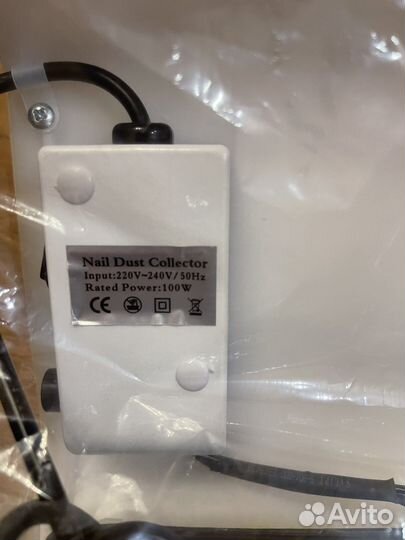 Nail Dust Collector
Input:220V~240V/50Hz
Rated Power:100W
CE
Avito